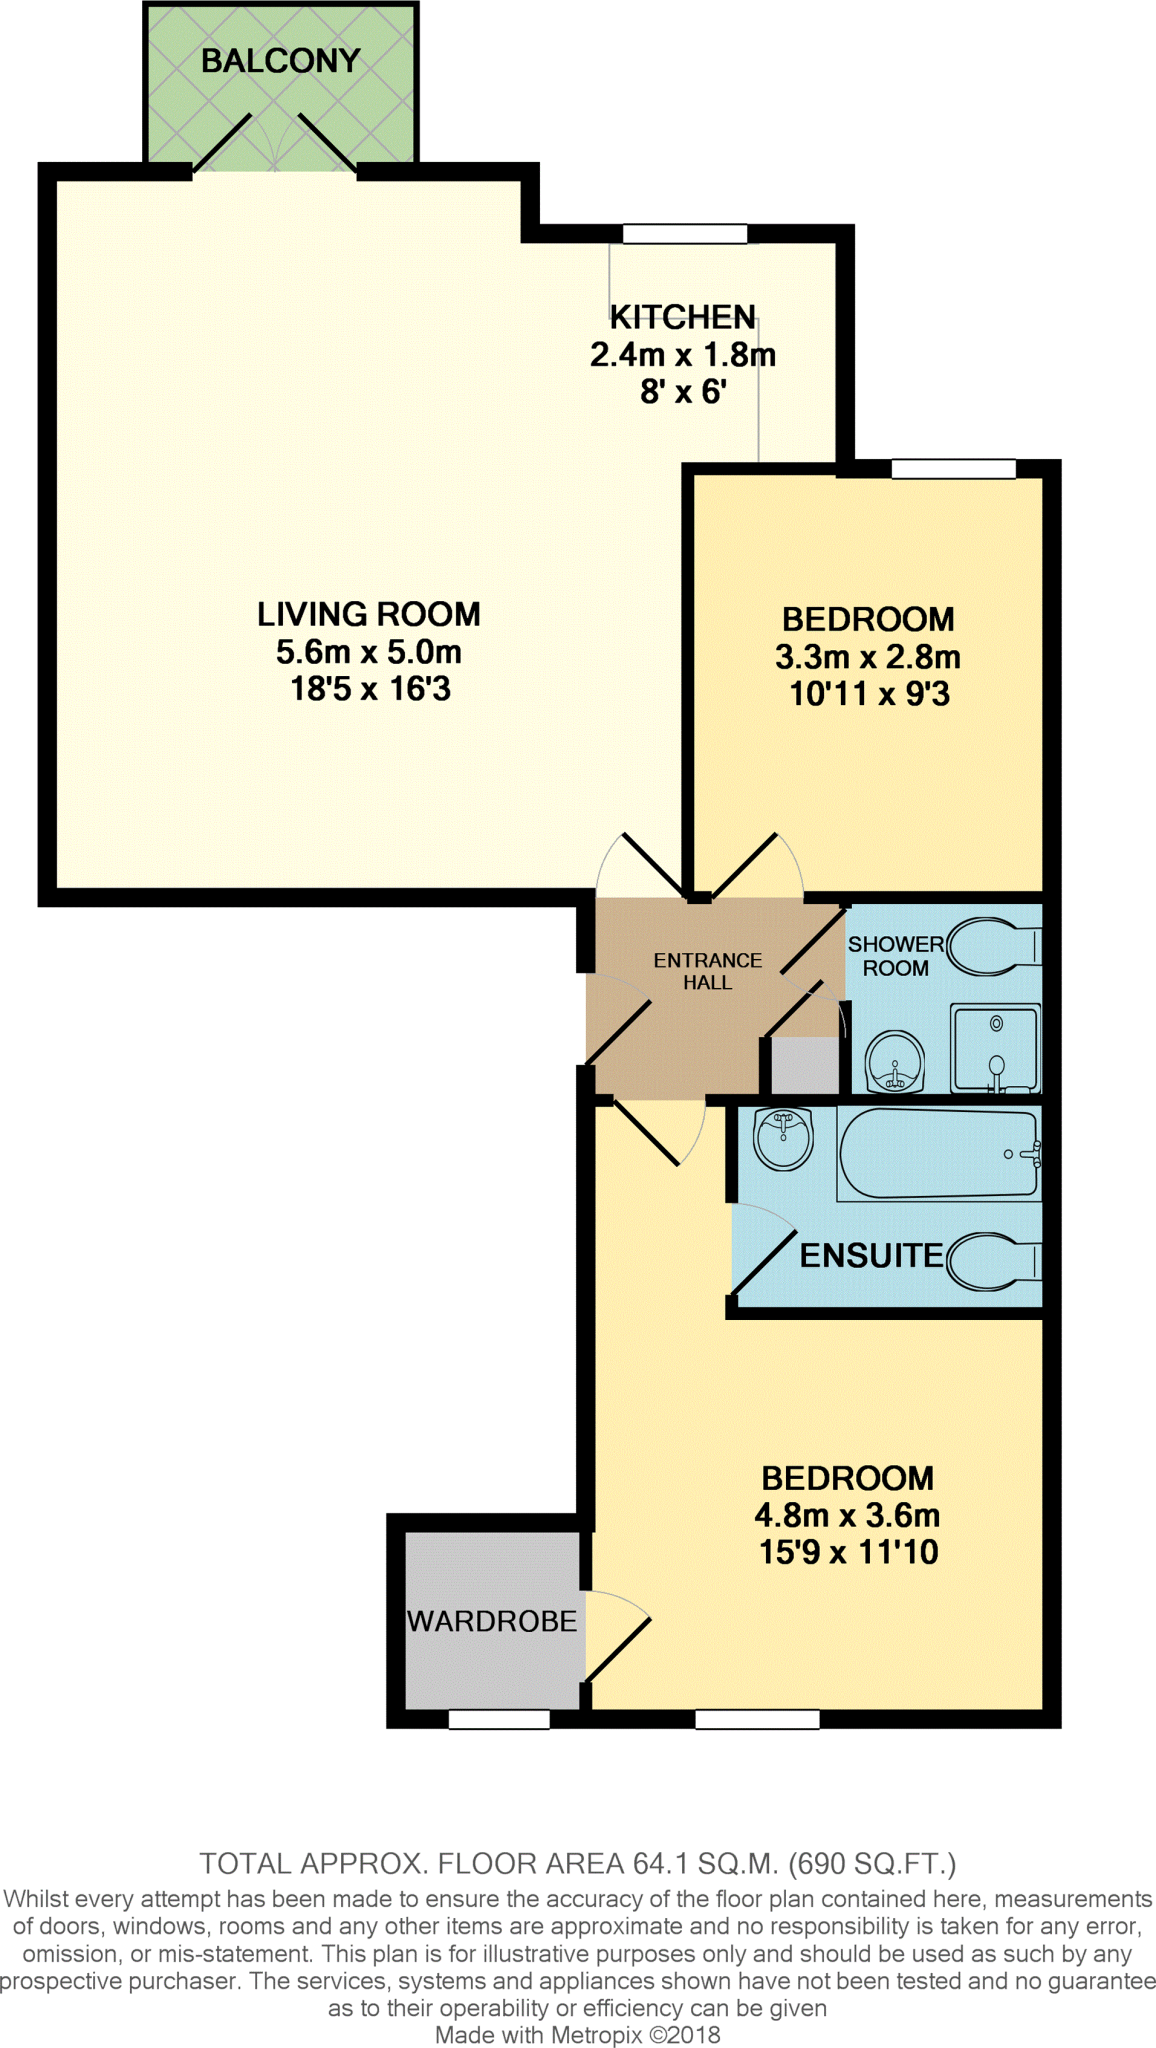 BALCONY
KITCHEN
2.4m x 1.8m
8' x 6'
LIVING ROOM
5.6m x 5.0m
18'5 x 16'3
BEDROOM
3.3m x 2.8m
10'11 x 9'3
SHOWER
ROOM
ENTRANCE
HALL
ENSUITE
BEDROOM
4.8m x 3.6m
15'9 x 11'10
WARDROBE
TOTAL APPROX. FLOOR AREA 64.1 SQ.M. (690 SQ.FT.)
Whilst every attempt has been made to ensure the accuracy of the floor plan contained here, measurements
of doors, windows, rooms and any other items are approximate and no responsibility is taken for any error,
omission, or mis-statement. This plan is for illustrative purposes only and should be used as such by any
prospective purchaser. The services, systems and appliances shown have not been tested and no guarantee
as to their operability or efficiency can be given
Made with Metropix ©2018